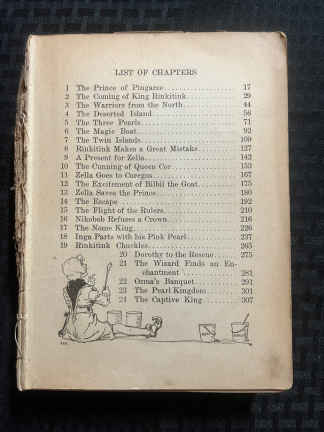 LIST OF CHAPTERS
1 The Prince of Pingaree 17
2 The Coming of King Rinkitink 29
3 The Warriors from the North 44
4 The Deserted Island 56
5 The Three Pearls 71
6 The Magic Boat 92
7 The Twin Islands 109
8 Rinkitink Makes a Great Mistake 127
9 A Present for Zella 142
10 The Cunning of Queen Cor 153
11 Zella Goes to Coregos 167
12 The Excitement of Bilbil the Goat 175
13 Zella Saves the Prince 180
14 The Escape 192
15 The Flight of the Rulers 210
16 Nikobob Refuses a Crown 216
17 The Nome King 226
18 Inga Parts with his Pink Pearl 237
19 Rinkitink Chuckles 265
20 Dorothy to the Rescue 275
21 The Wizard Finds an En-
chantment 281
22 Ozma's Banquet 291
23 The Pearl Kingdom 301
24 The Captive King 307